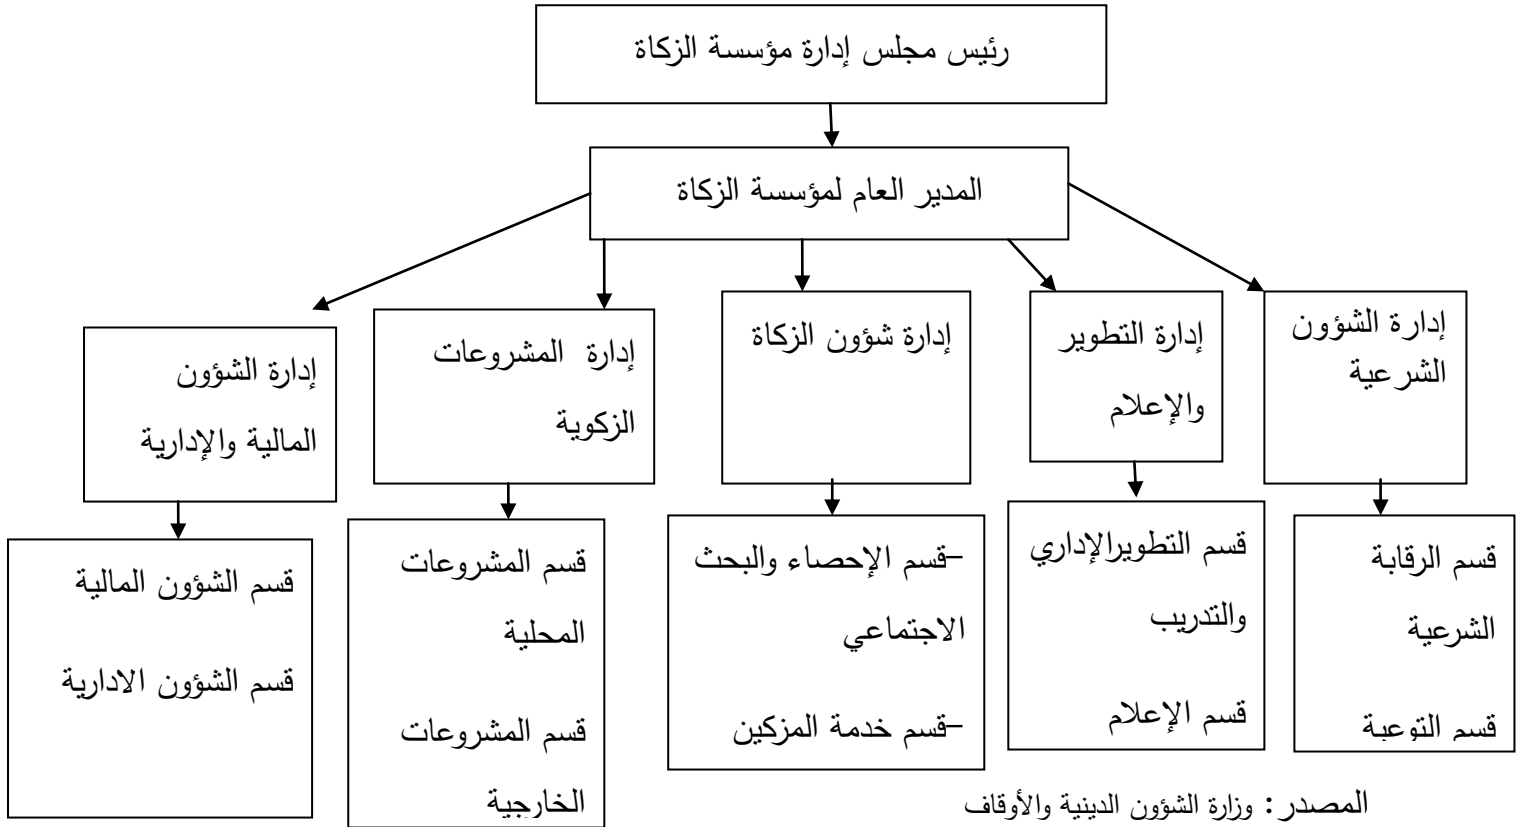 رئيس مجلس إدارة مؤسسة الزكاة
المدير العام لمؤسسة الزكاة
إدارة الشؤون
الشرعية
إدارة التطوير
والإعلام
إدارة شؤون الزكاة
إدارة المشروعات
الزكوية
إدارة الشؤون
المالية والإدارية
قسم الرقابة
الشرعية
قسم التوعية
قسم التطويرالإداري
والتدريب
قسم الإعلام
-قسم الإحصاء والبحث
الاجتماعي
-قسم خدمة المزكين
قسم المشروعات
المحلية
قسم المشروعات
الخارجية
قسم الشؤون المالية
قسم الشؤون الادارية
المصدر: وزارة الشؤون الدينية والأوقاف